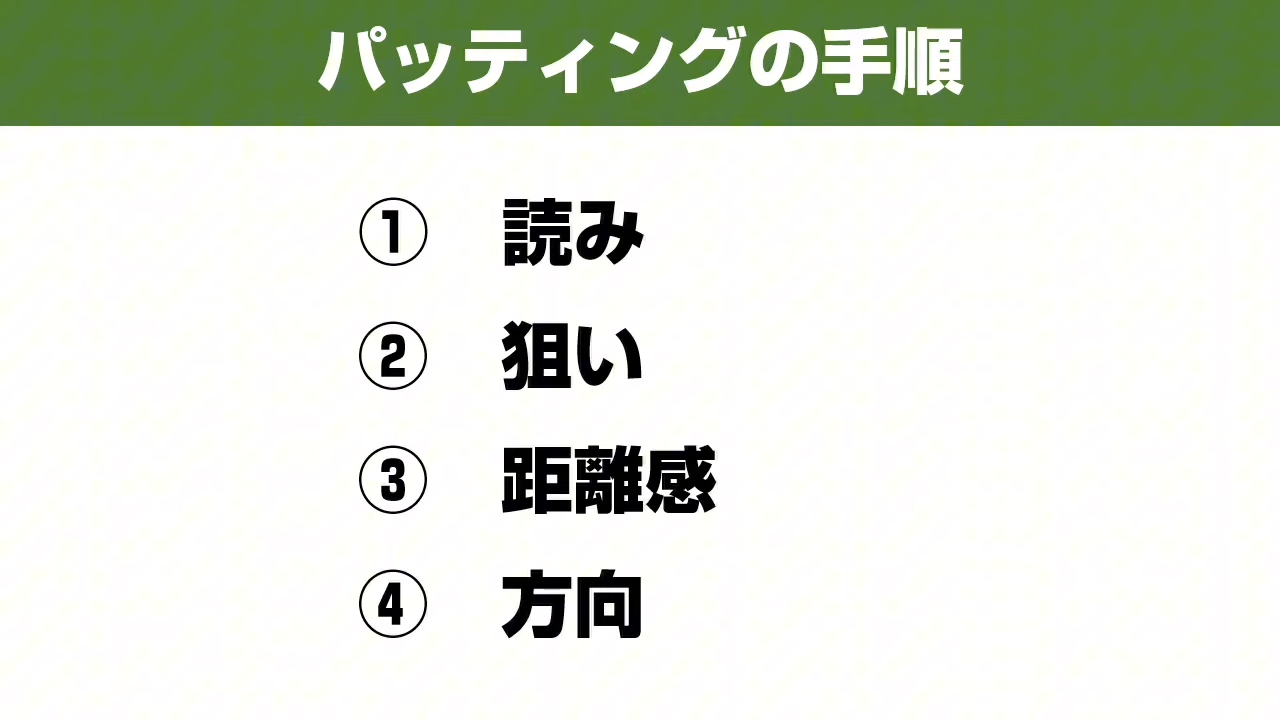 パッティングの手順
① 読み
② 狙い
③ 距離感
④ 方向